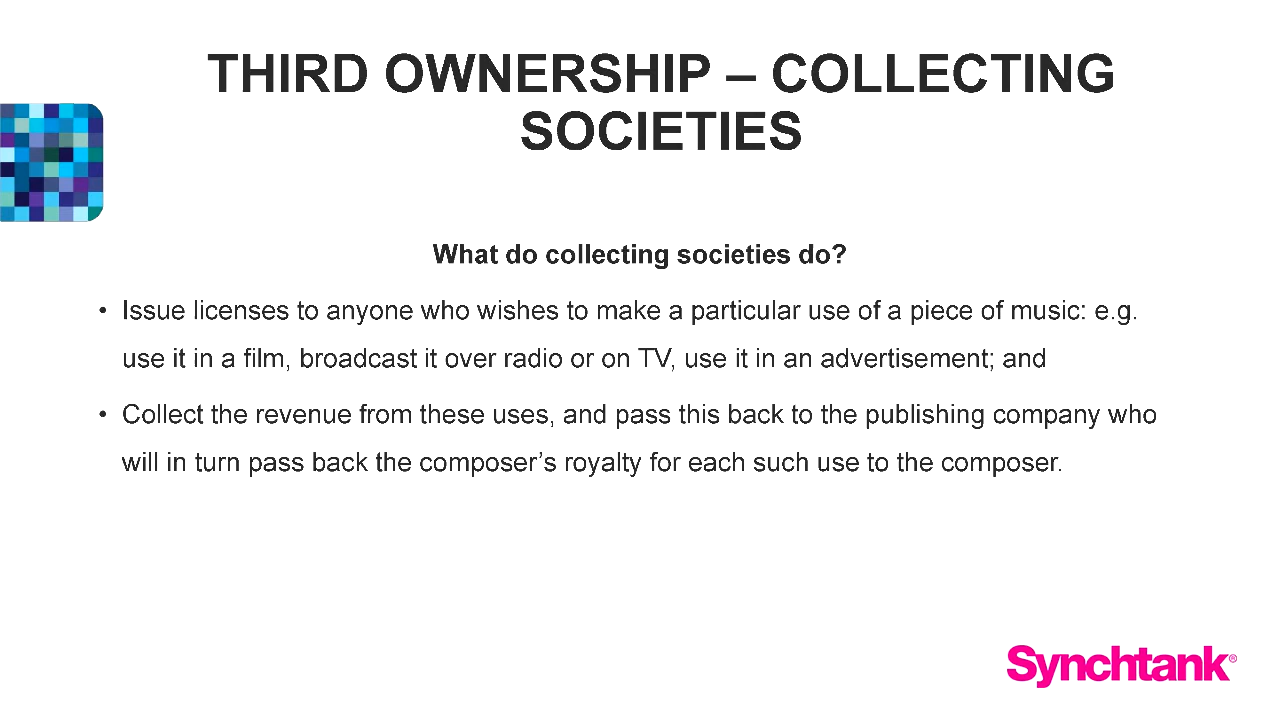 THIRD OWNERSHIP – COLLECTING
SOCIETIES
What do collecting societies do?
• Issue licenses to anyone who wishes to make a particular use of a piece of music: e.g.
use it in a film, broadcast it over radio or on TV, use it in an advertisement; and
• Collect the revenue from these uses, and pass this back to the publishing company who
will in turn pass back the composer’s royalty for each such use to the composer.
Synchtank®